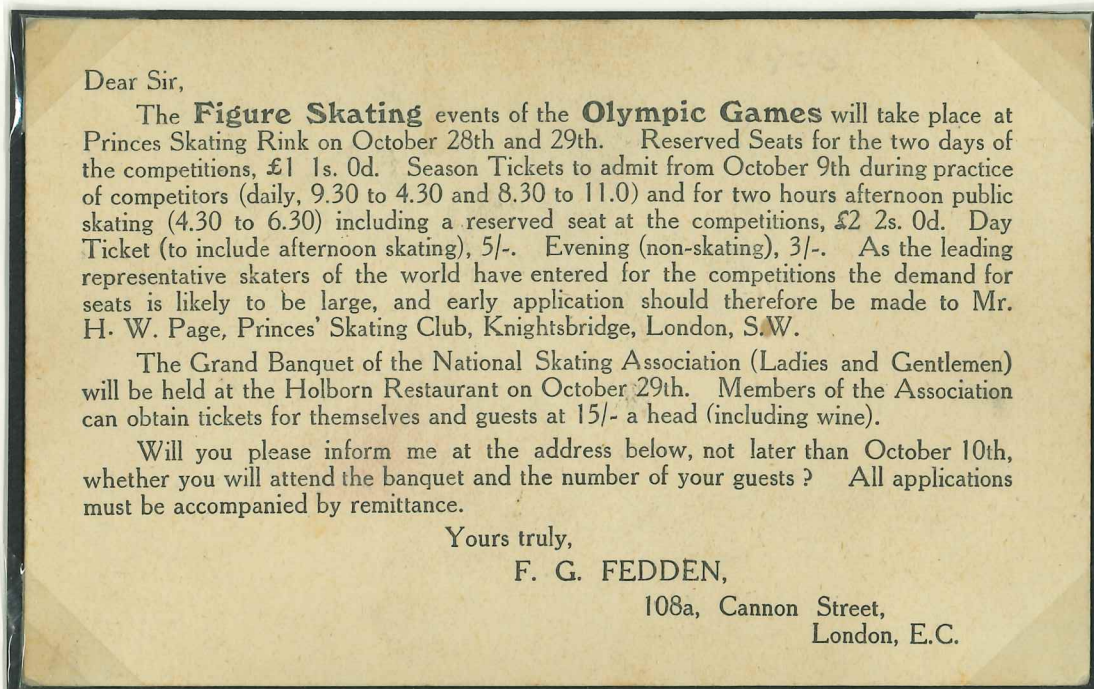 Dear Sir,
The Figure Skating events of the Olympic Games will take place at
Princes Skating Rink on October 28th and 29th. Reserved Seats for the two days of
the competitions, £1 1s. 0d. Season Tickets to admit from October 9th during practice
of competitors (daily, 9.30 to 4.30 and 8.30 to 11.0) and for two hours afternoon public
skating (4.30 to 6.30) including a reserved seat at the competitions, £2 2s. 0d. Day
Ticket (to include afternoon skating), 5/-. Evening (non-skating), 3/-. As the leading
representative skaters of the world have entered for the competitions the demand for
seats is likely to be large, and early application should therefore be made to Mr.
H. W. Page, Princes' Skating Club, Knightsbridge, London, S.W.
The Grand Banquet of the National Skating Association (Ladies and Gentlemen)
will be held at the Holborn Restaurant on October 29th. Members of the Association
can obtain tickets for themselves and guests at 15/- a head (including wine).
Will you please inform me at the address below, not later than October 10th,
whether you will attend the banquet and the number of your guests ? All applications
must be accompanied by remittance.
Yours truly,
F. G. FEDDEN,
108a, Cannon Street,
London, E.C.